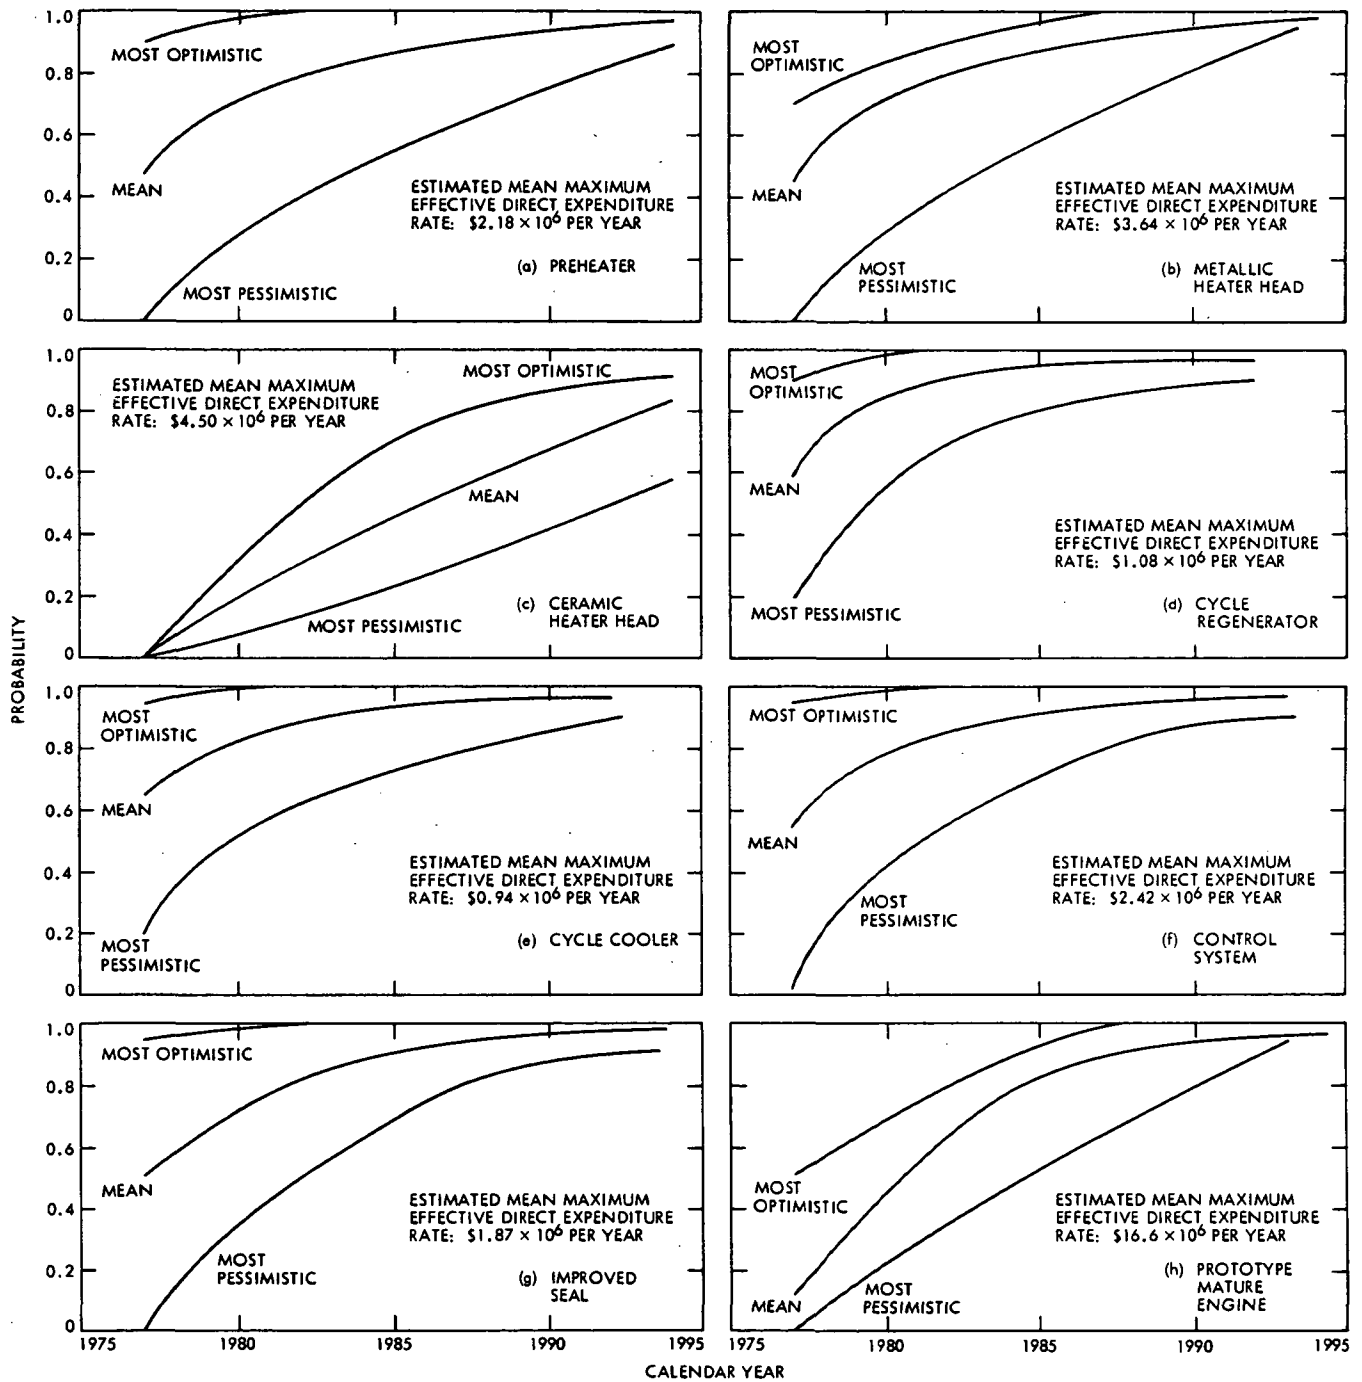 1.0
0.8
0.6
0.4
0.2
0
MOST OPTIMISTIC
MEAN
MOST PESSIMISTIC
ESTIMATED MEAN MAXIMUM
EFFECTIVE DIRECT EXPENDITURE
RATE: $2.18 × 10⁶ PER YEAR
(a) PREHEATER
MOST
OPTIMISTIC
MEAN
MOST
PESSIMISTIC
ESTIMATED MEAN MAXIMUM
EFFECTIVE DIRECT EXPENDITURE
RATE: $3.64 × 10⁶ PER YEAR
(b) METALLIC
HEATER HEAD
1.0
0.8
0.6
0.4
0.2
0
ESTIMATED MEAN MAXIMUM
EFFECTIVE DIRECT EXPENDITURE
RATE: $4.50 × 10⁶ PER YEAR
MOST OPTIMISTIC
MEAN
MOST PESSIMISTIC
(c) CERAMIC
HEATER HEAD
MOST
OPTIMISTIC
MEAN
MOST PESSIMISTIC
ESTIMATED MEAN MAXIMUM
EFFECTIVE DIRECT EXPENDITURE
RATE: $1.08 × 10⁶ PER YEAR
(d) CYCLE
REGENERATOR
PROBABILITY
1.0
0.8
0.6
0.4
0.2
0
MOST
OPTIMISTIC
MEAN
MOST
PESSIMISTIC
ESTIMATED MEAN MAXIMUM
EFFECTIVE DIRECT EXPENDITURE
RATE: $0.94 × 10⁶ PER YEAR
(e) CYCLE COOLER
MOST OPTIMISTIC
MEAN
MOST
PESSIMISTIC
ESTIMATED MEAN MAXIMUM
EFFECTIVE DIRECT EXPENDITURE
RATE: $2.42 × 10⁶ PER YEAR
(f) CONTROL
SYSTEM
1.0
0.8
0.6
0.4
0.2
0
MOST OPTIMISTIC
MEAN
MOST
PESSIMISTIC
ESTIMATED MEAN MAXIMUM
EFFECTIVE DIRECT EXPENDITURE
RATE: $1.87 × 10⁶ PER YEAR
(g) IMPROVED
SEAL
1975 1980 1985 1990 1995
MOST
OPTIMISTIC
MEAN
MOST
PESSIMISTIC
ESTIMATED MEAN MAXIMUM
EFFECTIVE DIRECT EXPENDITURE
RATE: $16.6 × 10⁶ PER YEAR
(h) PROTOTYPE
MATURE
ENGINE
1975 1980 1985 1990 1995
CALENDAR YEAR